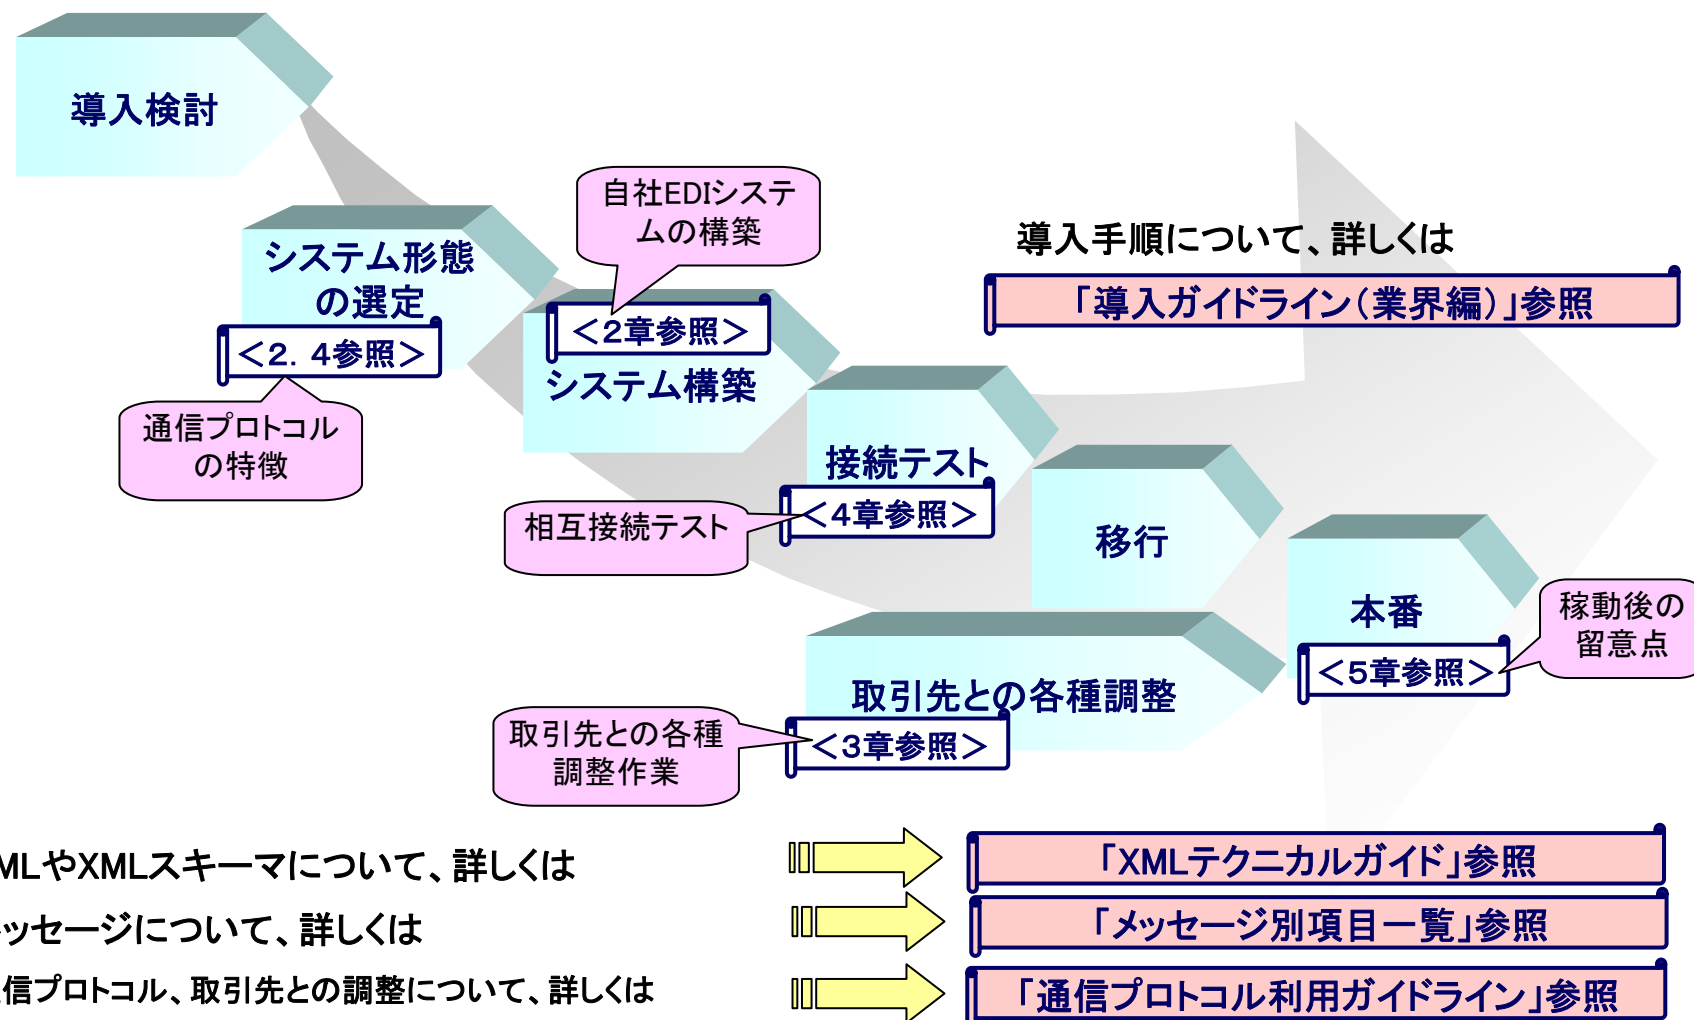 導入検討
システム形態
の選定
＜2．4参照＞
通信プロトコル
の特徴
自社EDIシステ
ムの構築
＜2章参照＞
システム構築
導入手順について、詳しくは
「導入ガイドライン（業界編）」参照
接続テスト
＜4章参照＞
相互接続テスト
移行
本番
＜5章参照＞
稼動後の
留意点
取引先との各種調整
＜3章参照＞
取引先との各種
調整作業
MLやXMLスキーマについて、詳しくは
「XMLテクニカルガイド」参照
ッセージについて、詳しくは
「メッセージ別項目一覧」参照
信プロトコル、取引先との調整について、詳しくは
「通信プロトコル利用ガイドライン」参照